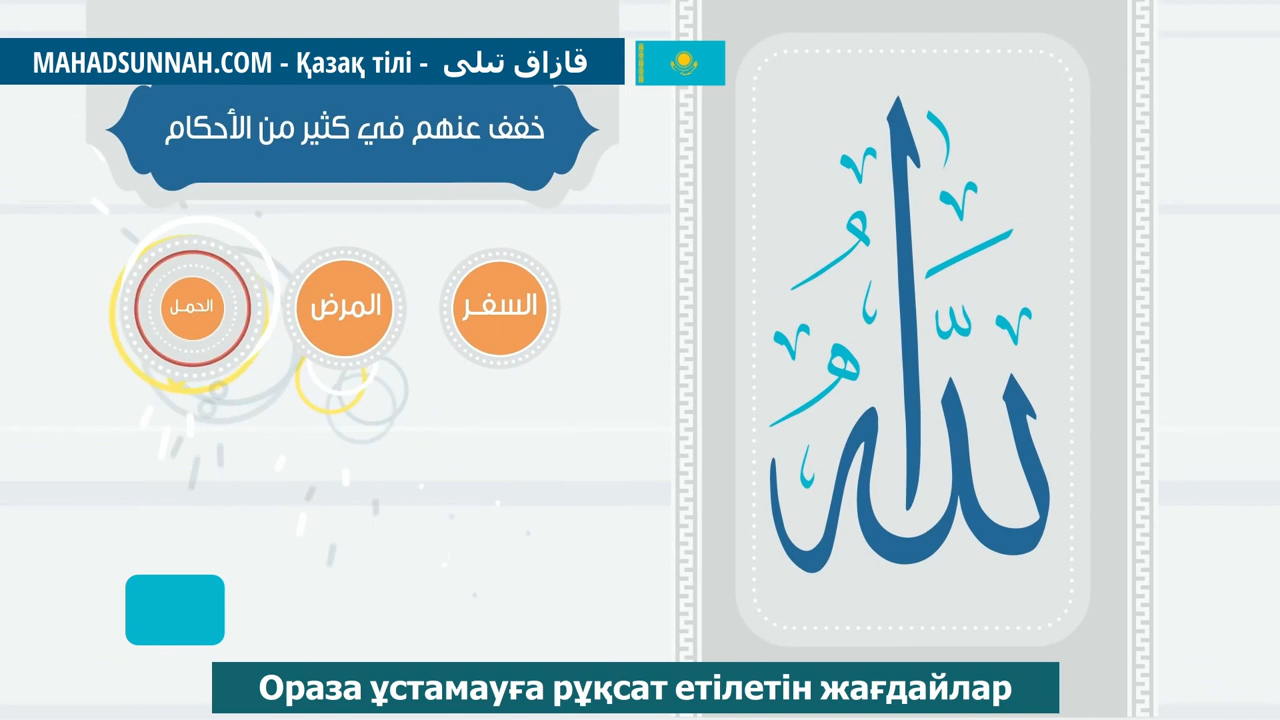 MAHADSUNNAH.COM - Қазақ тілі - قازاق تىلى
خفف عنهم في كثير من الأحكام
السفر
المرض
الحمل
الله
Ораза ұстамауға рұқсат етілетін жағдайлар